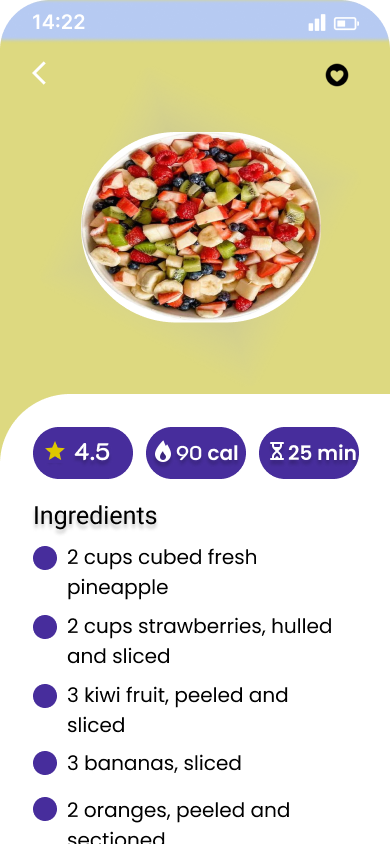 14:22
4.5
90 cal
25 min
Ingredients
2 cups cubed fresh
pineapple
2 cups strawberries, hulled
and sliced
3 kiwi fruit, peeled and
sliced
3 bananas, sliced
2 oranges, peeled and
sectioned